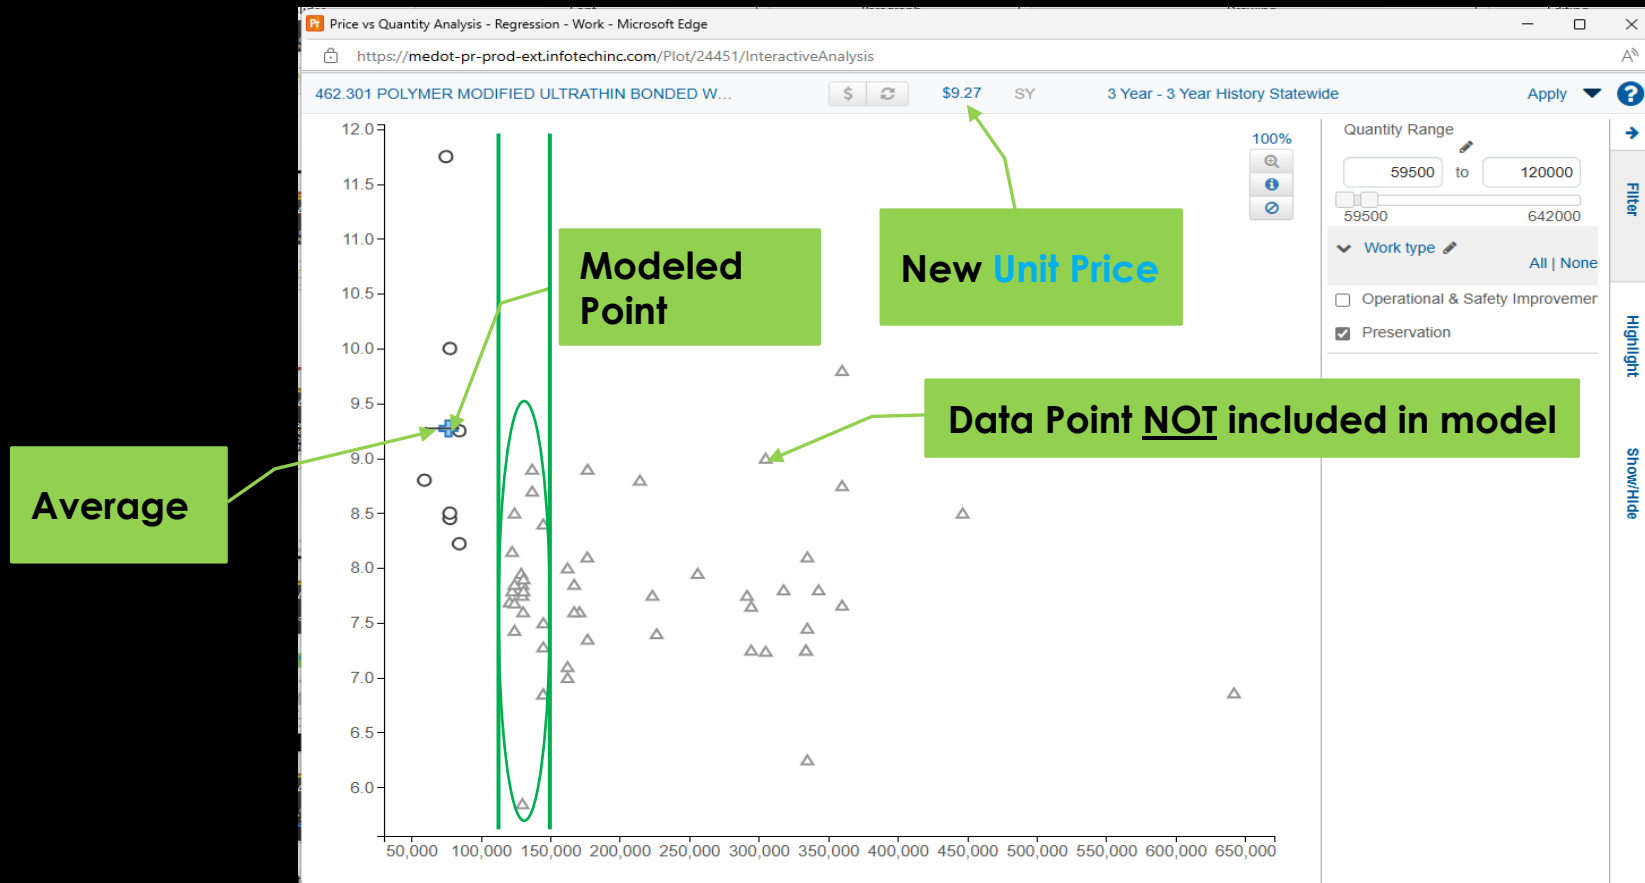 Price vs Quantity Analysis - Regression - Work - Microsoft Edge
https://medot-pr-prod-ext.infotechinc.com/Plot/24451/InteractiveAnalysis
462.301 POLYMER MODIFIED ULTRATHIN BONDED W...
$
$9.27
SY
3 Year - 3 Year History Statewide
Apply
?
12.0
11.5
11.0
10.5
10.0
9.5
9.0
8.5
8.0
7.5
7.0
6.5
6.0
50,000 100,000 150,000 200,000 250,000 300,000 350,000 400,000 450,000 500,000 550,000 600,000 650,000
100%
Modeled
Point
New Unit Price
Data Point NOT included in model
Average
Quantity Range
59500 to 120000
59500 642000
Work type
All | None
Operational & Safety Improvemen
Preservation
Filter
Highlight
Show/Hide